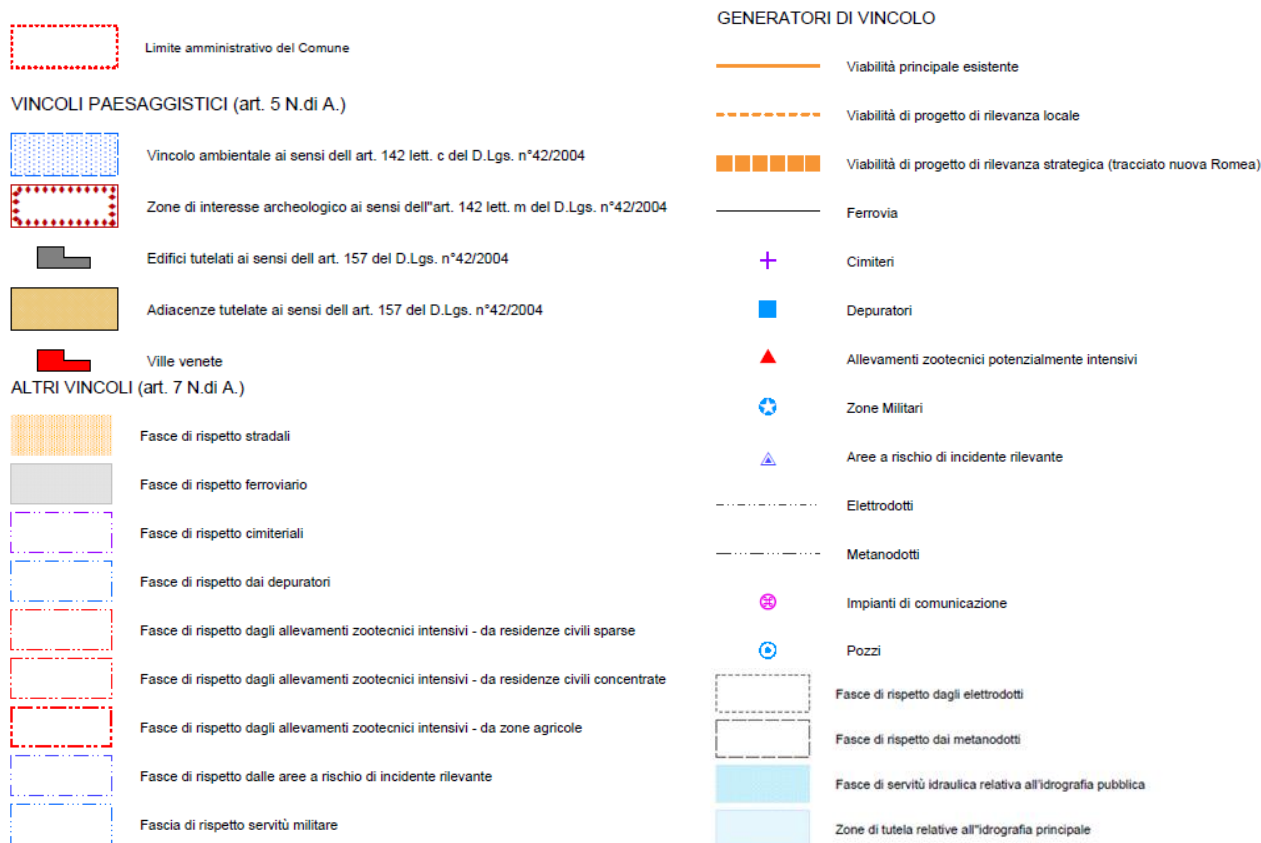 Limite amministrativo del Comune
VINCOLI PAESAGGISTICI (art. 5 N.di A.)
Vincolo ambientale ai sensi dell art. 142 lett. c del D.Lgs. n°42/2004
Zone di interesse archeologico ai sensi dell"art. 142 lett. m del D.Lgs. n°42/2004
Edifici tutelati ai sensi dell art. 157 del D.Lgs. n°42/2004
Adiacenze tutelate ai sensi dell art. 157 del D.Lgs. n°42/2004
Ville venete
ALTRI VINCOLI (art. 7 N.di A.)
Fasce di rispetto stradali
Fasce di rispetto ferroviario
Fasce di rispetto cimiteriali
Fasce di rispetto dai depuratori
Fasce di rispetto dagli allevamenti zootecnici intensivi - da residenze civili sparse
Fasce di rispetto dagli allevamenti zootecnici intensivi - da residenze civili concentrate
Fasce di rispetto dagli allevamenti zootecnici intensivi - da zone agricole
Fasce di rispetto dalle aree a rischio di incidente rilevante
Fascia di rispetto servitù militare
GENERATORI DI VINCOLO
Viabilità principale esistente
Viabilità di progetto di rilevanza locale
Viabilità di progetto di rilevanza strategica (tracciato nuova Romea)
Ferrovia
Cimiteri
Depuratori
Allevamenti zootecnici potenzialmente intensivi
Zone Militari
Aree a rischio di incidente rilevante
Elettrodotti
Metanodotti
Impianti di comunicazione
Pozzi
Fasce di rispetto dagli elettrodotti
Fasce di rispetto dai metanodotti
Fasce di servitù idraulica relativa all'idrografia pubblica
Zone di tutela relative all"idrografia principale